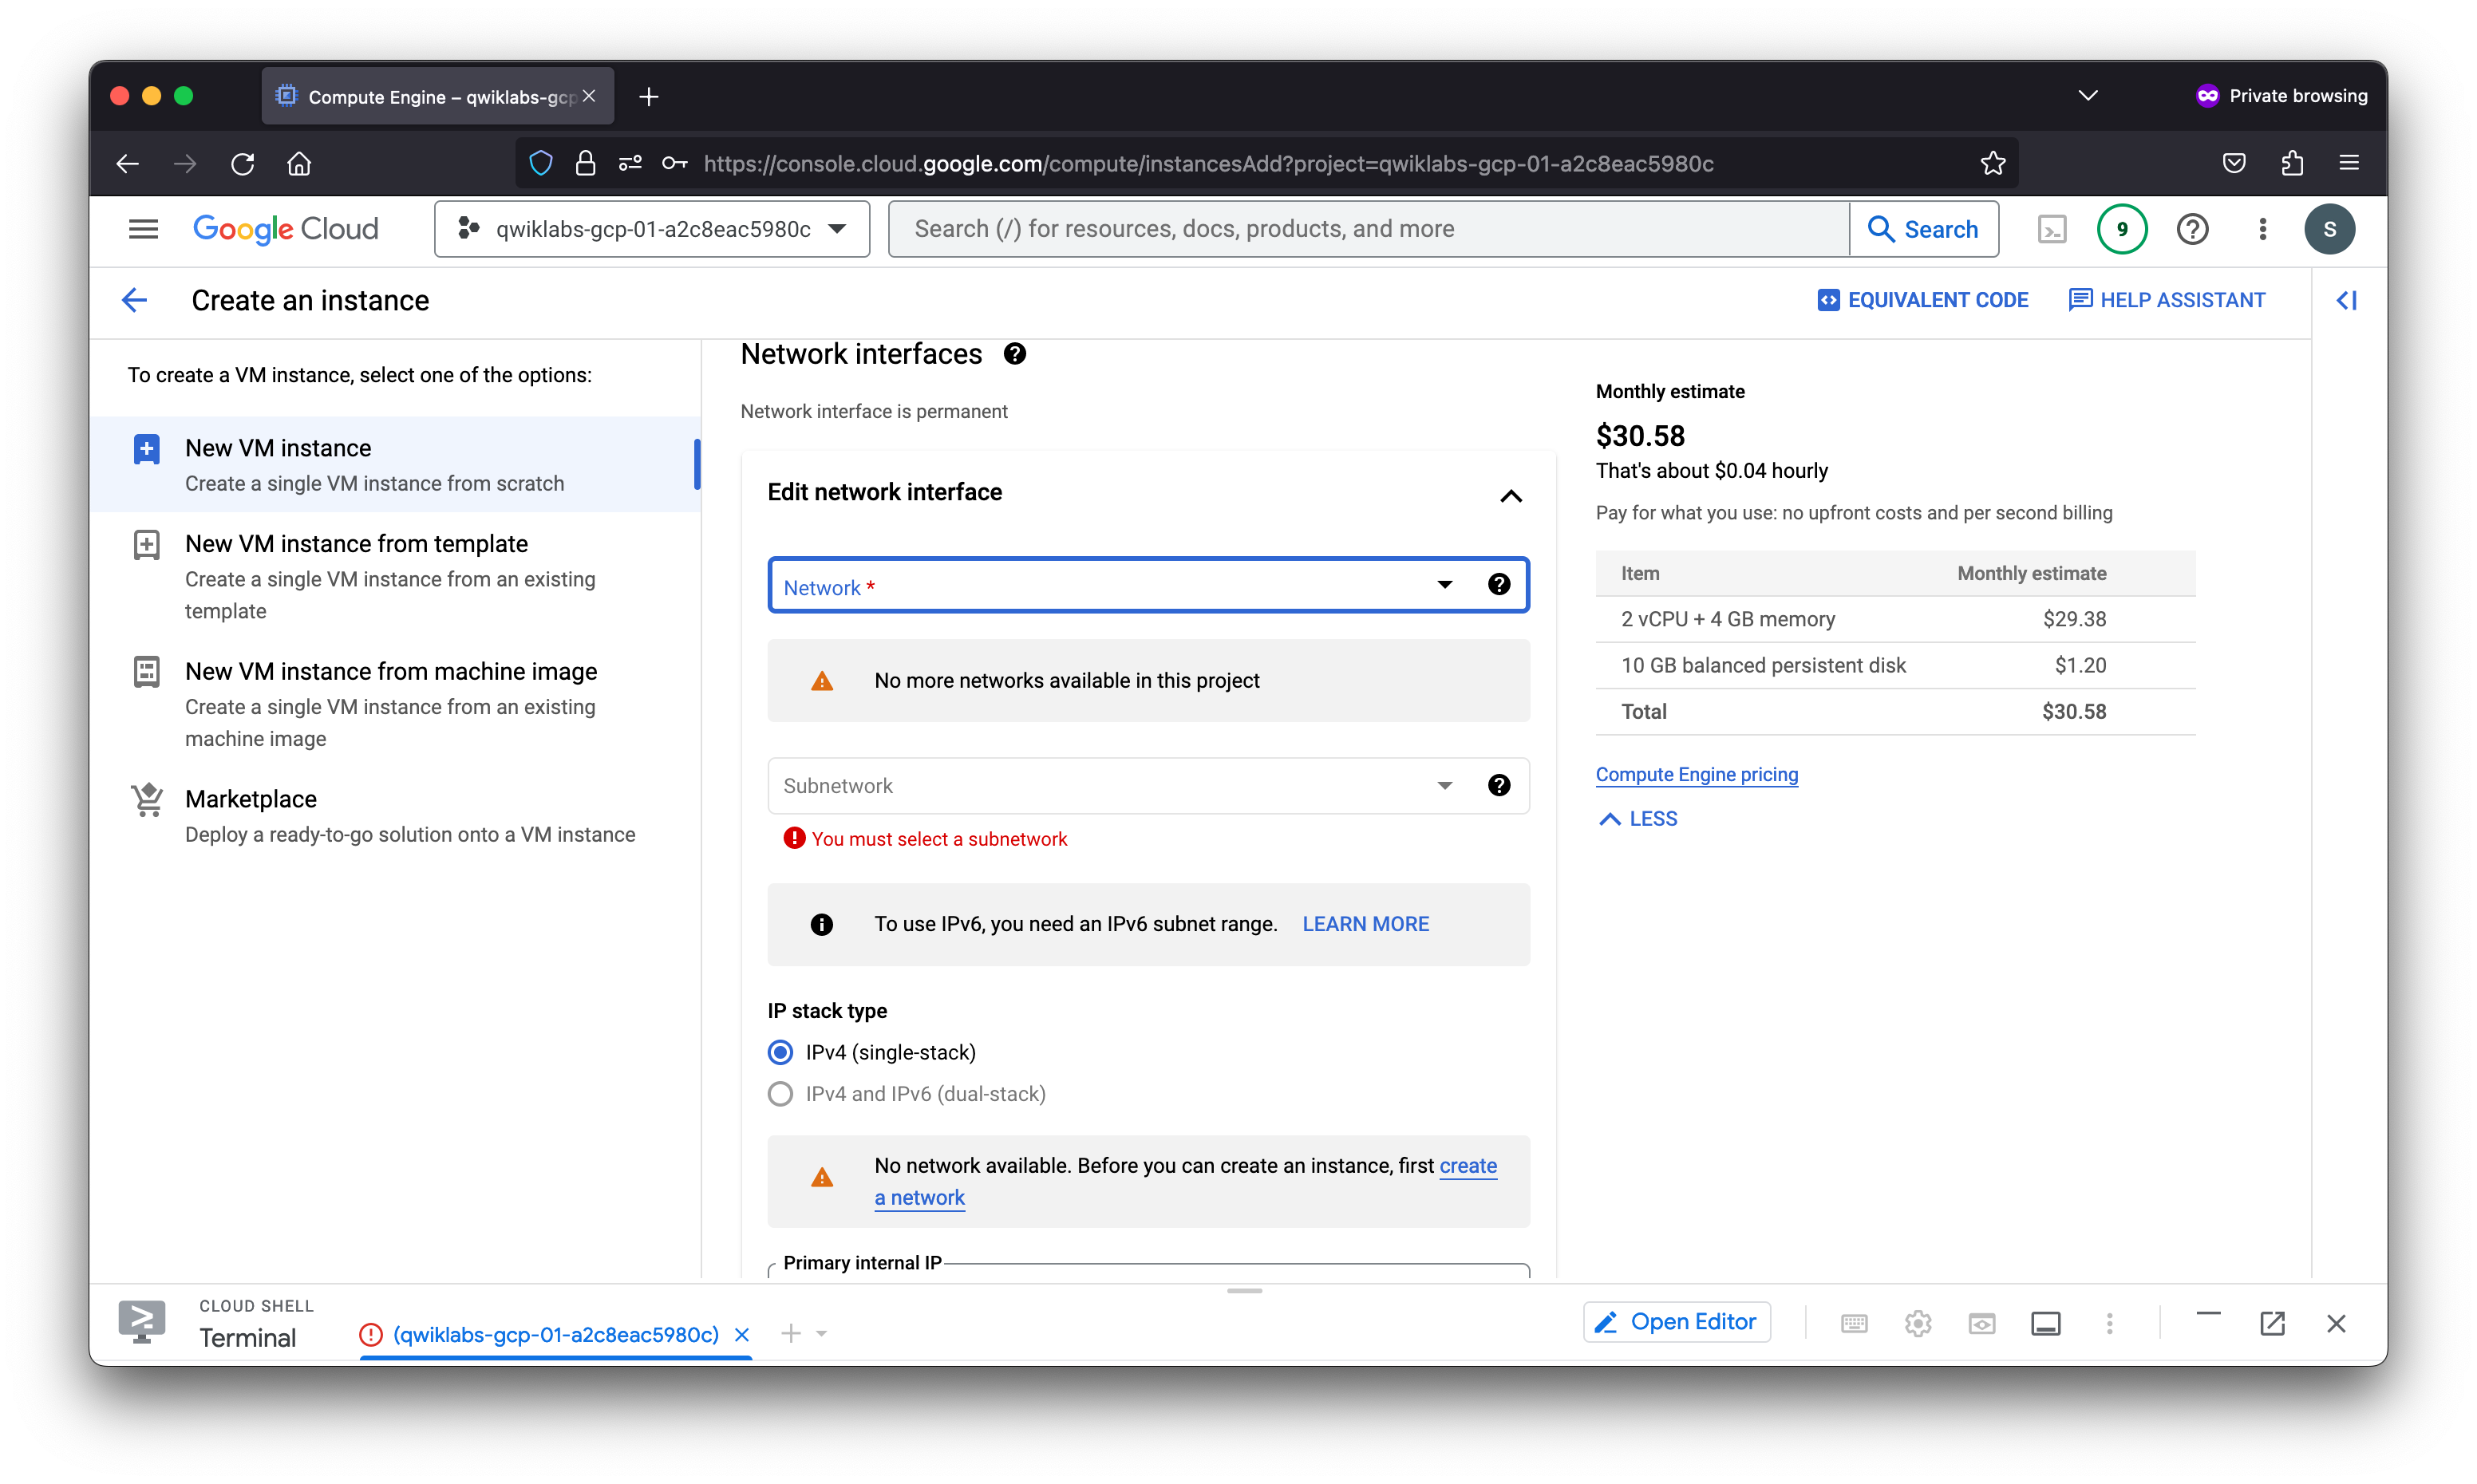 Compute Engine – qwiklabs-gcp
Private browsing
https://console.cloud.google.com/compute/instancesAdd?project=qwiklabs-gcp-01-a2c8eac5980c
Google Cloud
qwiklabs-gcp-01-a2c8eac5980c
Search (/) for resources, docs, products, and more
Search
9
S
Create an instance
EQUIVALENT CODE
HELP ASSISTANT
To create a VM instance, select one of the options:
New VM instance
Create a single VM instance from scratch
New VM instance from template
Create a single VM instance from an existing
template
New VM instance from machine image
Create a single VM instance from an existing
machine image
Marketplace
Deploy a ready-to-go solution onto a VM instance
Network interfaces
Network interface is permanent
Edit network interface
Network *
No more networks available in this project
Subnetwork
You must select a subnetwork
To use IPv6, you need an IPv6 subnet range. LEARN MORE
IP stack type
IPv4 (single-stack)
IPv4 and IPv6 (dual-stack)
No network available. Before you can create an instance, first create
a network
Primary internal IP
Monthly estimate
$30.58
That's about $0.04 hourly
Pay for what you use: no upfront costs and per second billing
Item Monthly estimate
2 vCPU + 4 GB memory $29.38
10 GB balanced persistent disk $1.20
Total $30.58
Compute Engine pricing
LESS
CLOUD SHELL
Terminal
(qwiklabs-gcp-01-a2c8eac5980c)
Open Editor